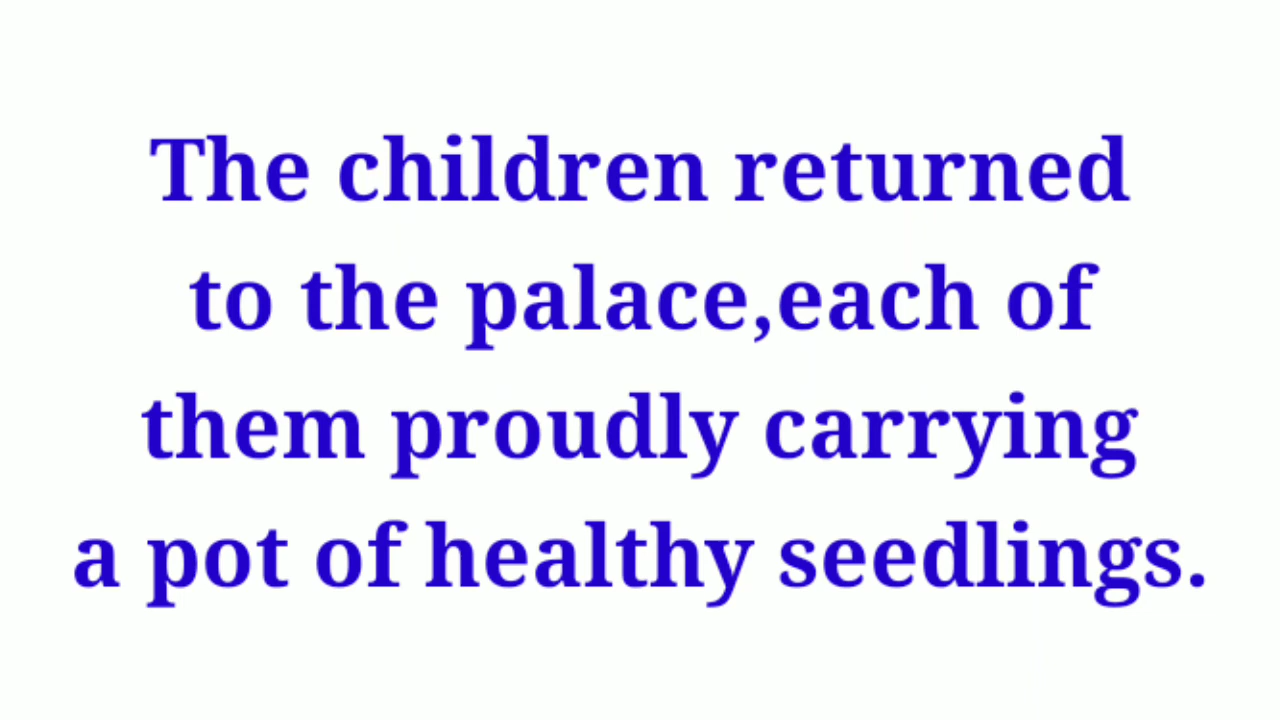 The children returned
to the palace,each of
them proudly carrying
a pot of healthy seedlings.